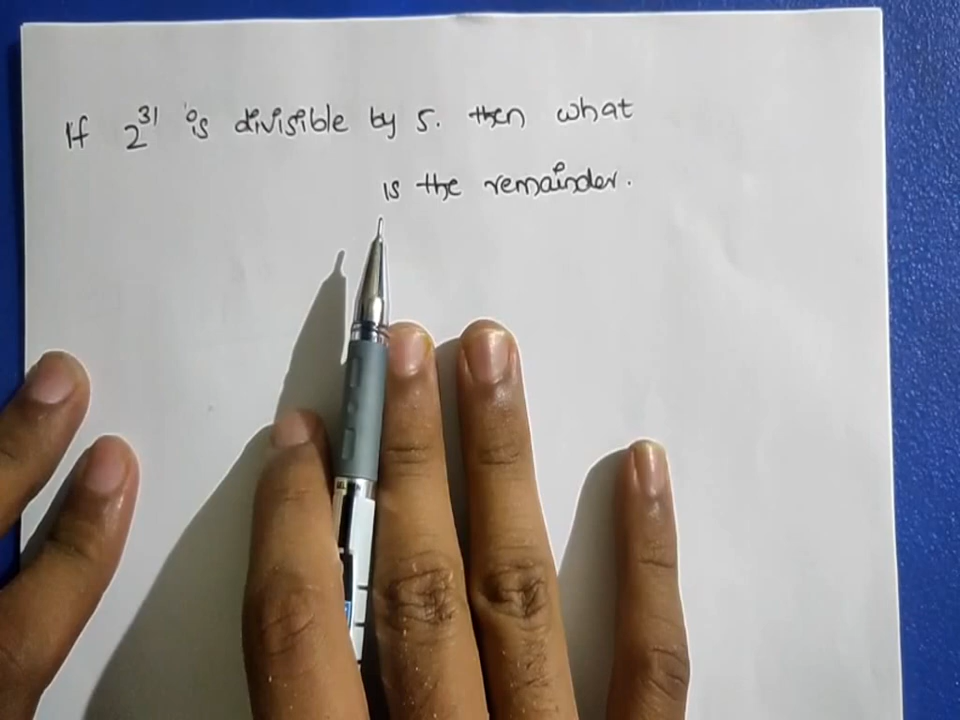 If 2³¹ is divisible by 5. then what
is the remainder.